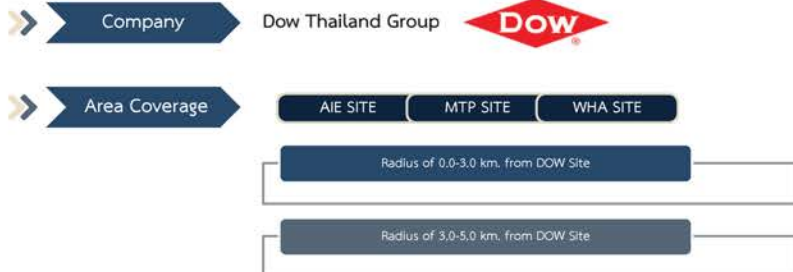 Company
Dow Thailand Group
DOW
®
Area Coverage
AIE SITE
MTP SITE
WHA SITE
Radius of 0.0-3.0 km. from DOW Site
Radius of 3.0-5.0 km. from DOW Site